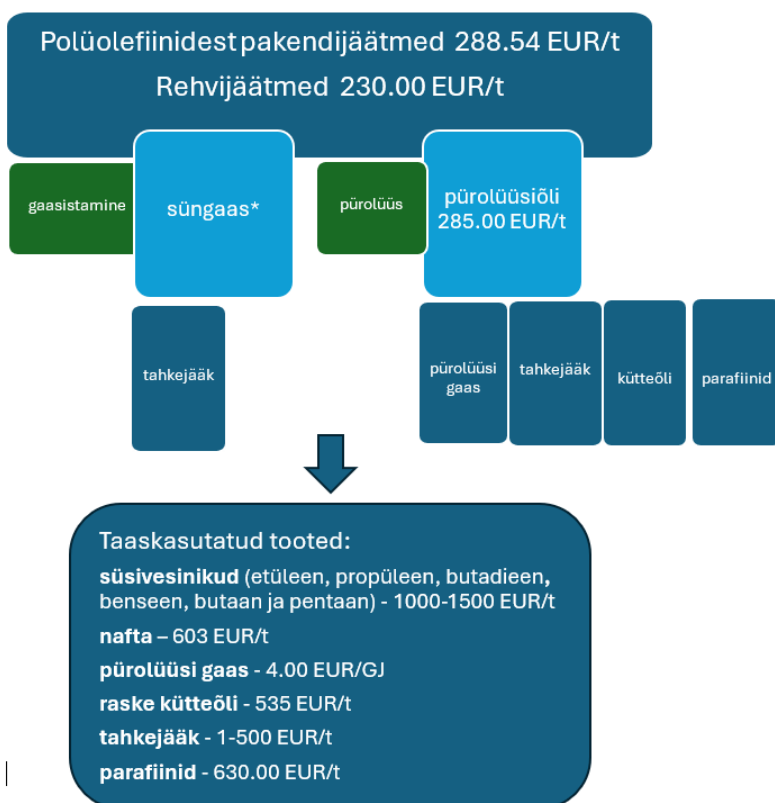 Polüolefiinidest pakendijäätmed 288.54 EUR/t
Rehvijäätmed 230.00 EUR/t
gaasistamine
süngaas*
pürolüüs
pürolüüsiõli
285.00 EUR/t
tahkejääk
pürolüüsi
gaas
tahkejääk
kütteõli
parafiinid
Taaskasutatud tooted:
süsivesinikud (etüleen, propüleen, butadieen,
benseen, butaan ja pentaan) - 1000-1500 EUR/t
nafta – 603 EUR/t
pürolüüsi gaas - 4.00 EUR/GJ
raske kütteõli - 535 EUR/t
tahkejääk - 1-500 EUR/t
parafiinid - 630.00 EUR/t